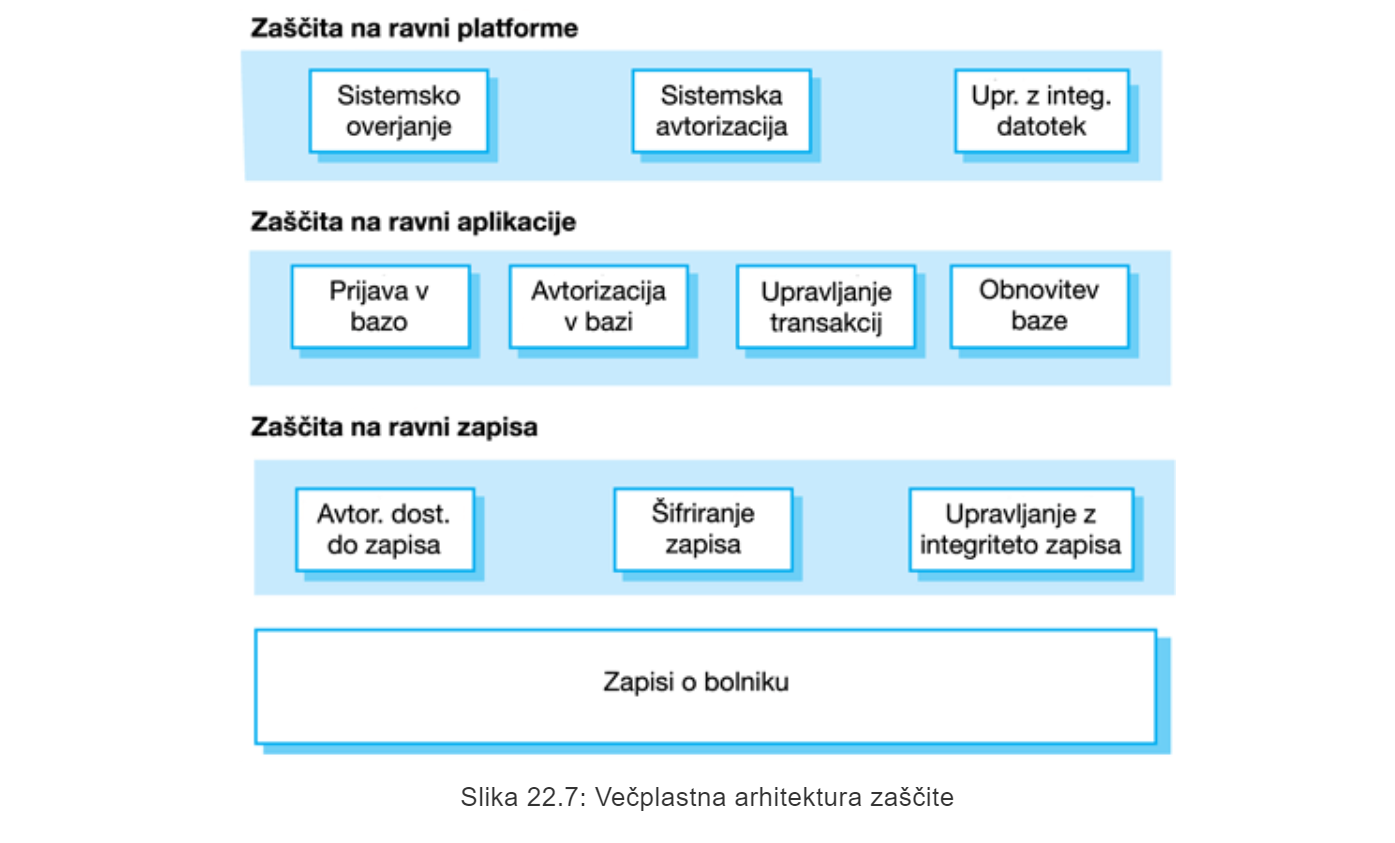 Zaščita na ravni platforme
Sistemsko
overjanje
Sistemska
avtorizacija
Upr. z integ.
datotek
Zaščita na ravni aplikacije
Prijava v
bazo
Avtorizacija
v bazi
Upravljanje
transakcij
Obnovitev
baze
Zaščita na ravni zapisa
Avtor. dost.
do zapisa
Šifriranje
zapisa
Upravljanje z
integriteto zapisa
Zapisi o bolniku
Slika 22.7: Večplastna arhitektura zaščite